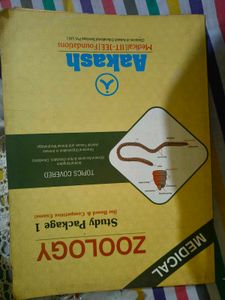 MEDICAL
ZOOLOGY
Study Package 1
(for Board & Competitive Exams)
TOPICS COVERED
Aakash
Medical|IIT-JEE|Foundations
(Division of Aakash Educational Services Pvt. Ltd.)